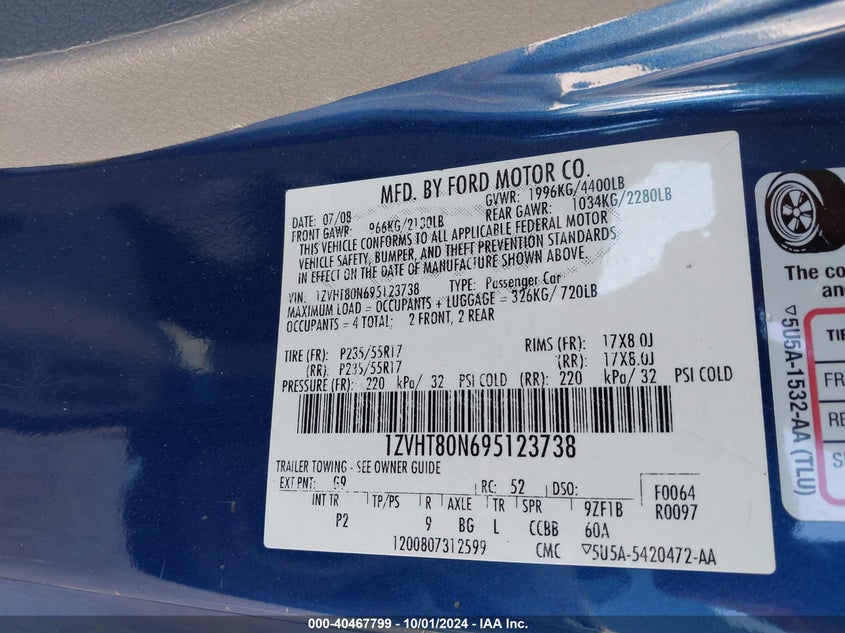 MFD. BY FORD MOTOR CO.
DATE: 07/08 GVWR: 1996KG/4400LB
FRONT GAWR: 966KG/2130LB REAR GAWR: 1034KG/2280LB
THIS VEHICLE CONFORMS TO ALL APPLICABLE FEDERAL MOTOR
VEHICLE SAFETY, BUMPER, AND THEFT PREVENTION STANDARDS
IN EFFECT ON THE DATE OF MANUFACTURE SHOWN ABOVE.
VIN: 1ZVHT80N695123738 TYPE: Passenger Car
MAXIMUM LOAD = OCCUPANTS + LUGGAGE = 326KG/720LB
OCCUPANTS = 4 TOTAL; 2 FRONT, 2 REAR
TIRE (FR): P235/55R17 RIMS (FR): 17X8.0J
(RR): P235/55R17 (RR): 17X8.0J
PRESSURE (FR): 220 kPa/ 32 PSI COLD (RR): 220 kPa/ 32 PSI COLD
1ZVHT80N695123738
TRAILER TOWING - SEE OWNER GUIDE
EXT PNT: G9 RC: 52 DSO: F0064
INT TR TP/PS R AXLE TR SPR 9ZF1B R0097
P2 9 BG L CCBB 60A
1200807312599 CMC ▽5U5A-5420472-AA
The co
an
TIR
FR
RE
S
▽5U5A-1532-AA (TLU)
000-40467799 - 10/01/2024 - IAA Inc.